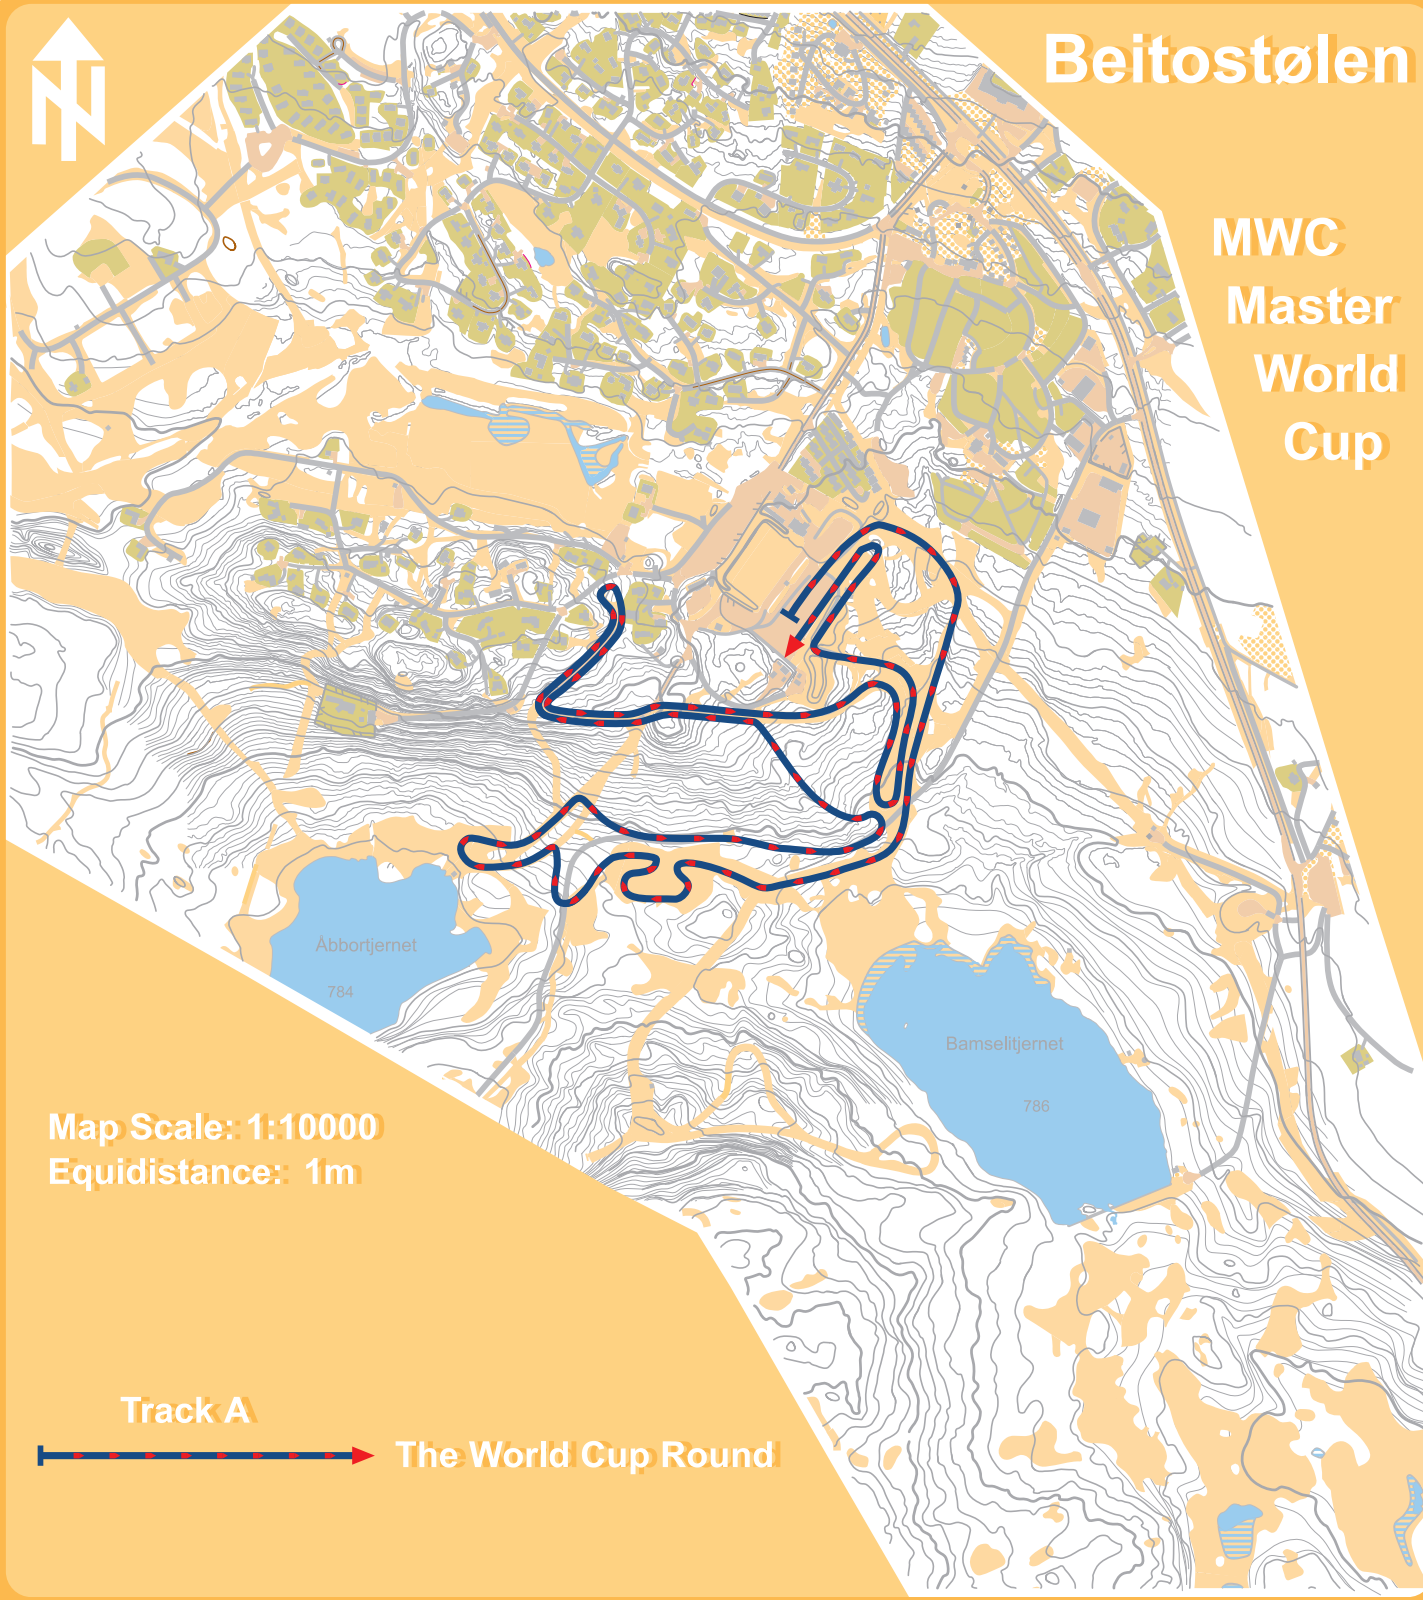 N
Beitostølen
MWC
Master
World
Cup
Åbbortjernet
784
Bamselitjernet
786
Map Scale: 1:10000
Equidistance: 1m
Track A
The World Cup Round